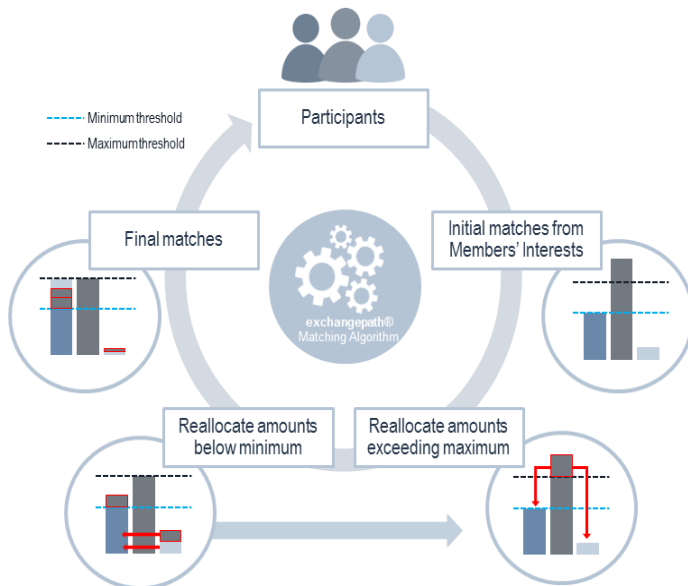 Participants
Minimum threshold
Maximum threshold
Final matches
Initial matches from
Members' Interests
exchangepath®
Matching Algorithm
Reallocate amounts
below minimum
Reallocate amounts
exceeding maximum